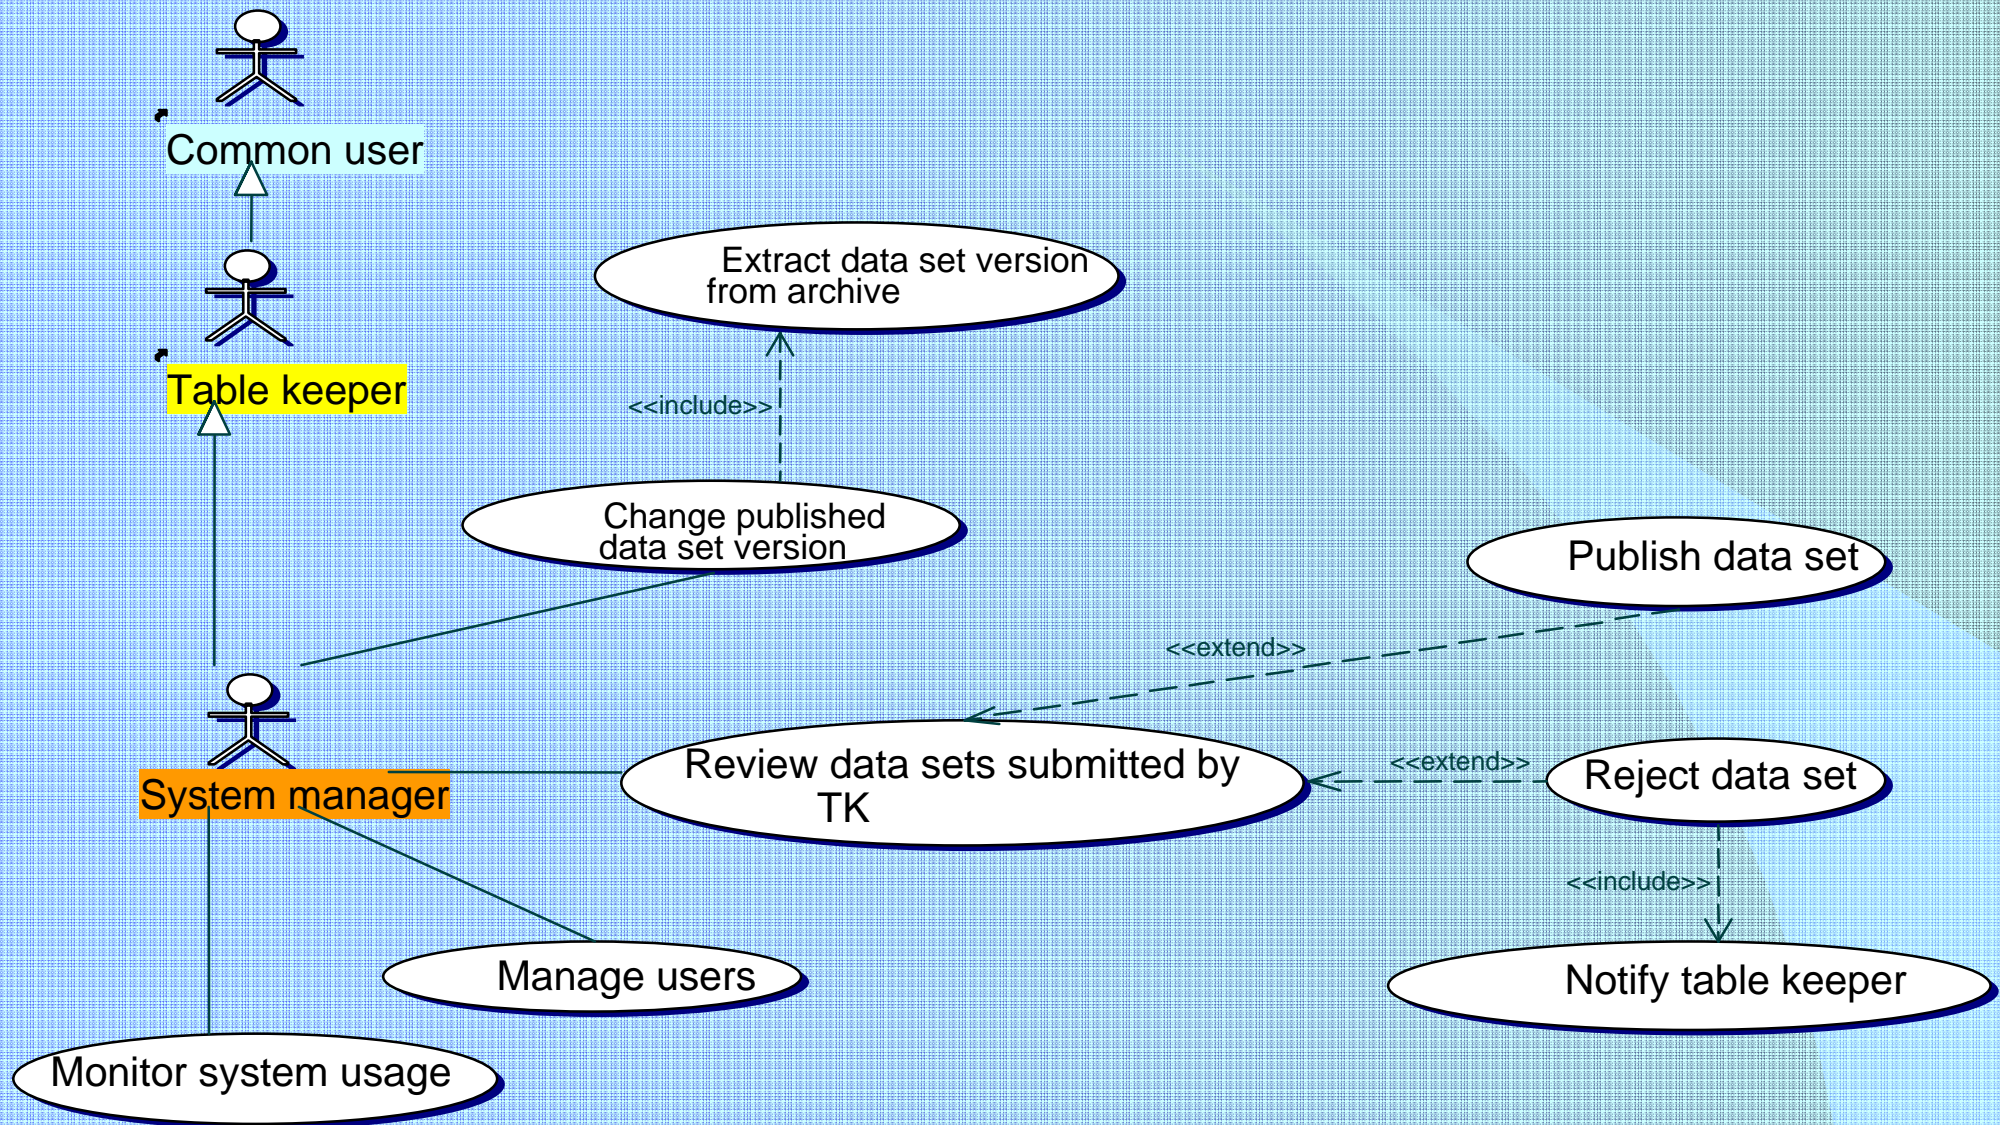 Common user
Extract data set version
from archive
Table keeper
<<include>>
Change published
data set version
Publish data set
<<extend>>
Review data sets submitted by
TK
<<extend>>
Reject data set
System manager
<<include>>
Manage users
Notify table keeper
Monitor system usage